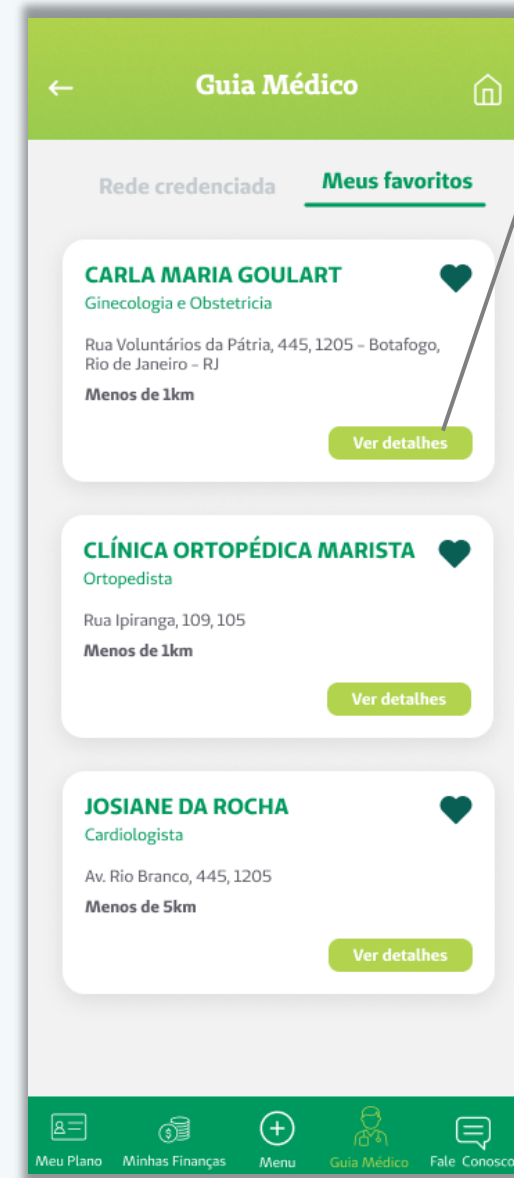 Guia Médico
Rede credenciada
Meus favoritos
CARLA MARIA GOULART
Ginecologia e Obstetricia
Rua Voluntários da Pátria, 445, 1205 – Botafogo,
Rio de Janeiro – RJ
Menos de 1km
Ver detalhes
CLÍNICA ORTOPÉDICA MARISTA
Ortopedista
Rua Ipiranga, 109, 105
Menos de 1km
Ver detalhes
JOSIANE DA ROCHA
Cardiologista
Av. Rio Branco, 445, 1205
Menos de 5km
Ver detalhes
Meu Plano
Minhas Finanças
Menu
Guia Médico
Fale Conosco